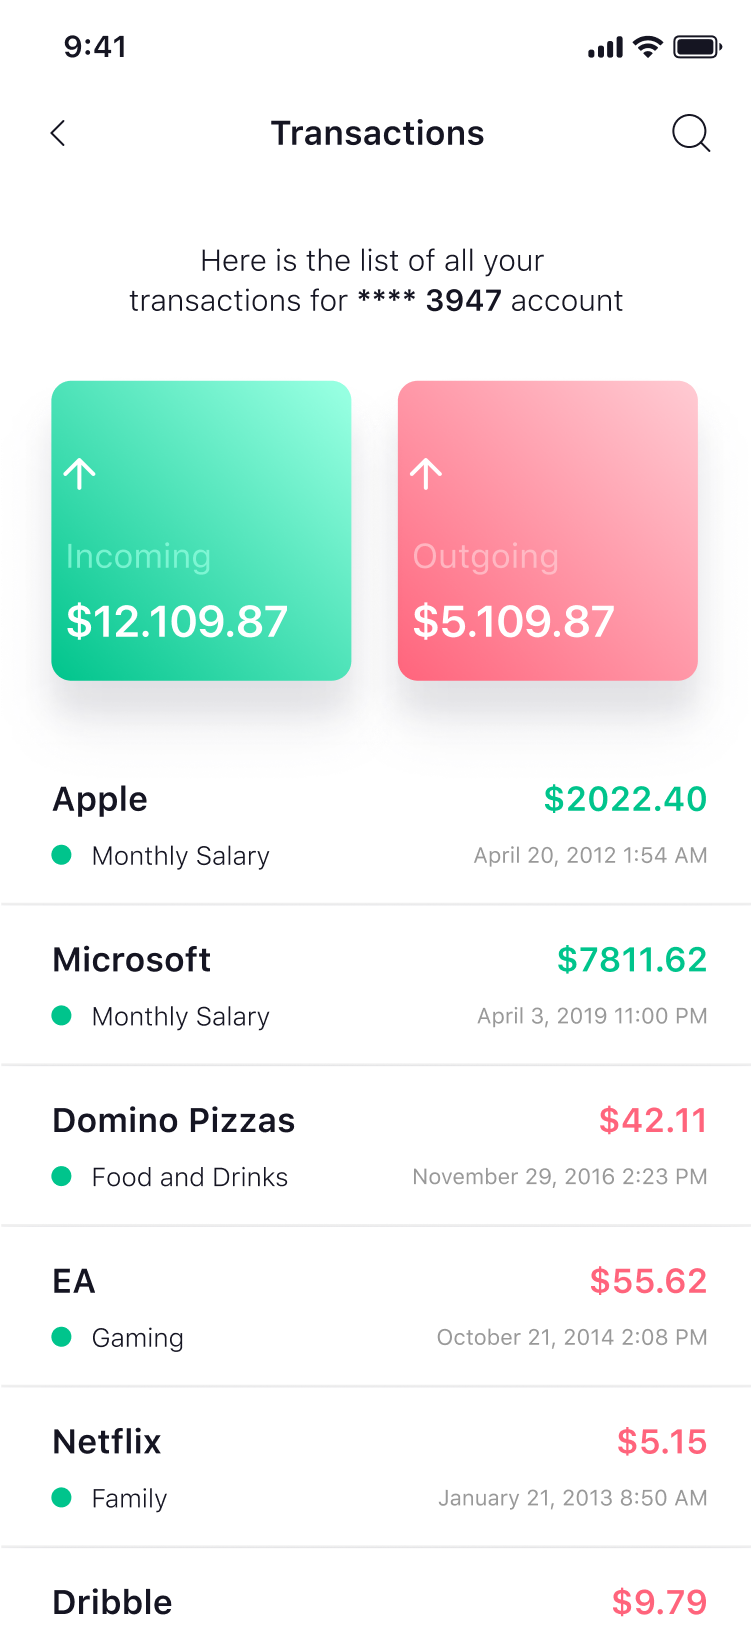 9:41
Transactions
Here is the list of all your
transactions for **** 3947 account
Incoming
$12.109.87
Outgoing
$5.109.87
Apple
$2022.40
Monthly Salary
April 20, 2012 1:54 AM
Microsoft
$7811.62
Monthly Salary
April 3, 2019 11:00 PM
Domino Pizzas
$42.11
Food and Drinks
November 29, 2016 2:23 PM
EA
$55.62
Gaming
October 21, 2014 2:08 PM
Netflix
$5.15
Family
January 21, 2013 8:50 AM
Dribble
$9.79